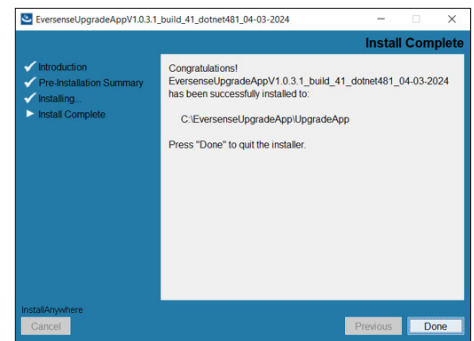 EversenseUpgradeAppV1.0.3.1_build_41_dotnet481_04-03-2024
Install Complete
Introduction
Pre-Installation Summary
Installing...
Install Complete
Congratulations!
EversenseUpgradeAppV1.0.3.1_build_41_dotnet481_04-03-2024
has been successfully installed to:
C:\EversenseUpgradeApp\UpgradeApp
Press "Done" to quit the installer.
InstallAnywhere
Cancel
Previous
Done